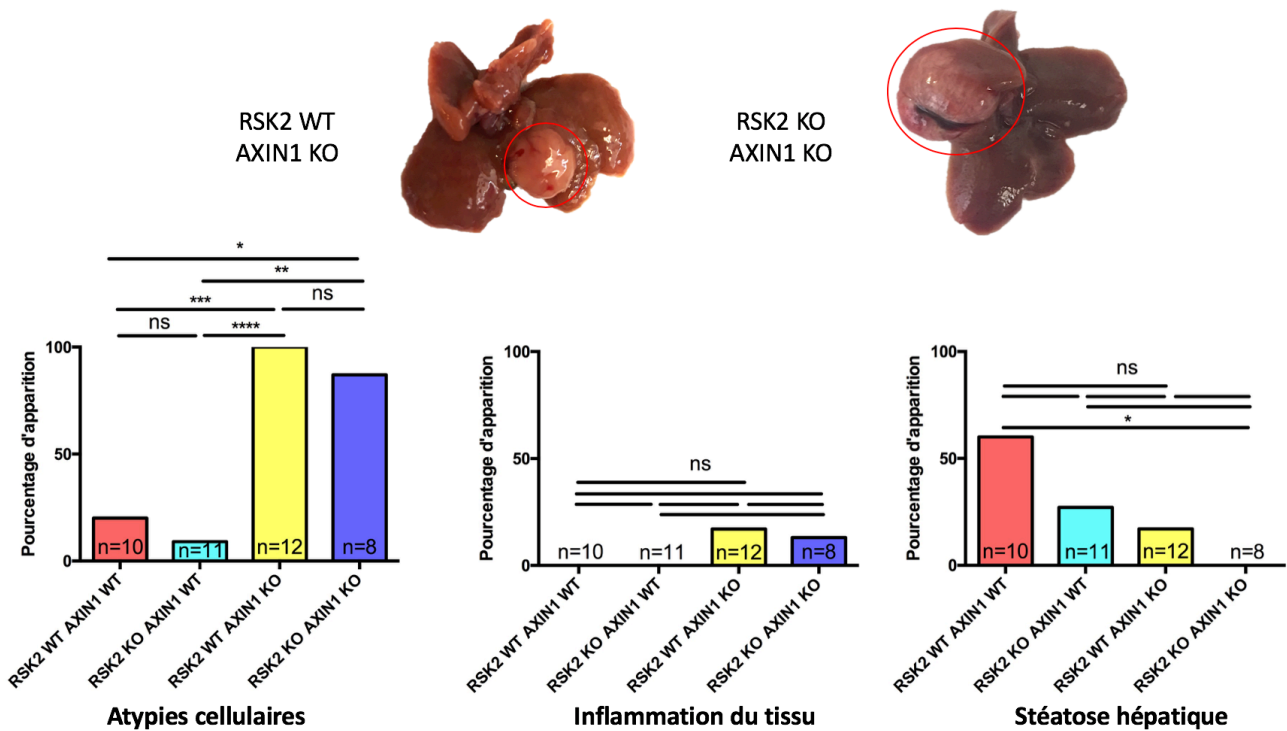 RSK2 WT
AXIN1 KO
RSK2 KO
AXIN1 KO
*
**
***
ns
ns
****
Pourcentage d'apparition
100
50
0
n=10
n=11
n=12
n=8
RSK2 WT AXIN1 WT
RSK2 KO AXIN1 WT
RSK2 WT AXIN1 KO
RSK2 KO AXIN1 KO
Atypies cellulaires
Pourcentage d'apparition
100
50
0
ns
n=10
n=11
n=12
n=8
RSK2 WT AXIN1 WT
RSK2 KO AXIN1 WT
RSK2 WT AXIN1 KO
RSK2 KO AXIN1 KO
Inflammation du tissu
Pourcentage d'apparition
100
50
0
ns
*
n=10
n=11
n=12
n=8
RSK2 WT AXIN1 WT
RSK2 KO AXIN1 WT
RSK2 WT AXIN1 KO
RSK2 KO AXIN1 KO
Stéatose hépatique